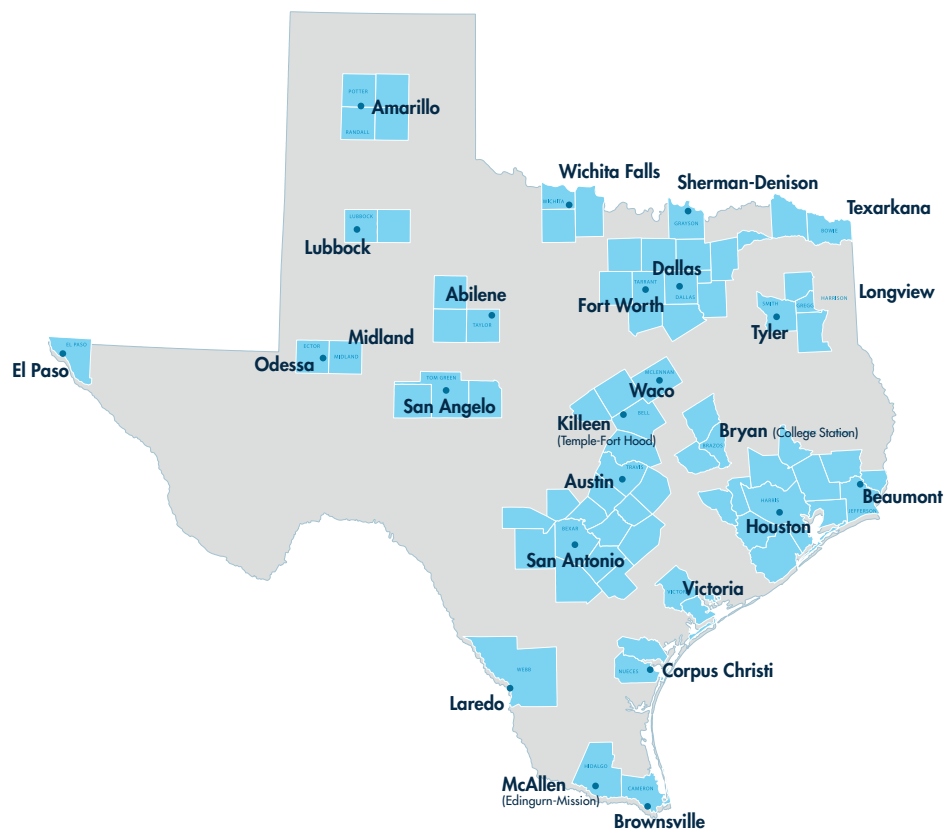 POTTER
Amarillo
RANDALL
Wichita Falls
Sherman-Denison
WICHITA
Texarkana
LUBBOCK
GRAYSON
BOWIE
Lubbock
Dallas
TARRANT
DALLAS
Fort Worth
Abilene
TAYLOR
Longview
HARRISON
SMITH
GREGG
Tyler
Midland
ECTOR
MIDLAND
Odessa
EL PASO
El Paso
TOM GREEN
San Angelo
MCLENNAN
Waco
Killeen
BELL
(Temple-Fort Hood)
Bryan (College Station)
BRAZOS
TRAVIS
Austin
Beaumont
HARRIS
JEFFERSON
Houston
BEXAR
San Antonio
Victoria
VICTORIA
WEBB
NUECES
Corpus Christi
Laredo
HIDALGO
McAllen
(Edingurn-Mission)
CAMERON
Brownsville